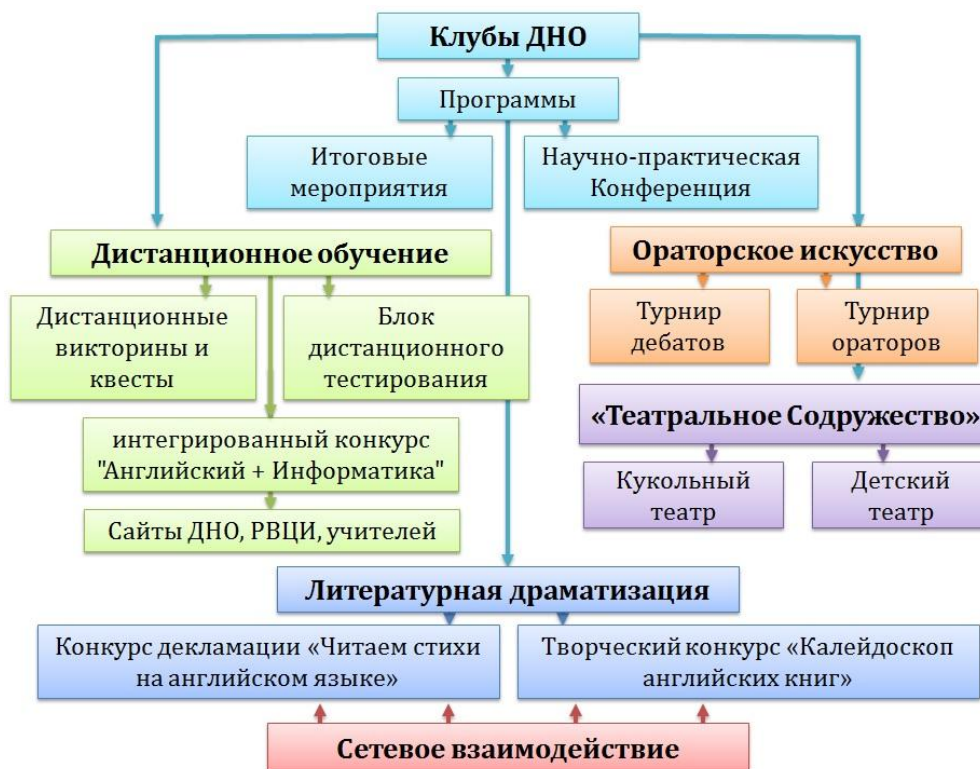 Клубы ДНО
Программы
Итоговые
мероприятия
Научно-практическая
Конференция
Дистанционное обучение
Ораторское искусство
Дистанционные
викторины и
квесты
Блок
дистанционного
тестирования
Турнир
дебатов
Турнир
ораторов
интегрированный конкурс
"Английский + Информатика"
Сайты ДНО, РВЦИ, учителей
«Театральное Содружество»
Кукольный
театр
Детский
театр
Литературная драматизация
Конкурс декламации «Читаем стихи
на английском языке»
Творческий конкурс «Калейдоскоп
английских книг»
Сетевое взаимодействие